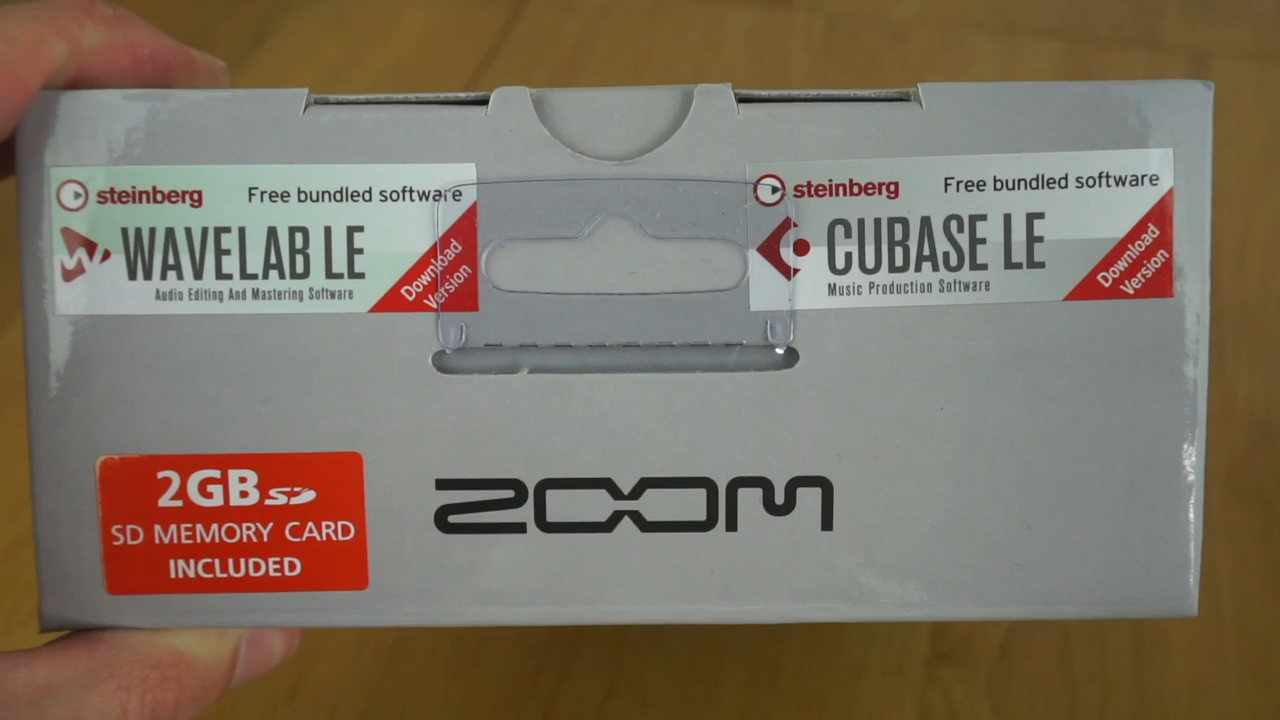 steinberg Free bundled software
WAVELAB LE
Audio Editing And Mastering Software
Download
Version
steinberg Free bundled software
CUBASE LE
Music Production Software
Download
Version
2GB SD
SD MEMORY CARD
INCLUDED
ZOOM